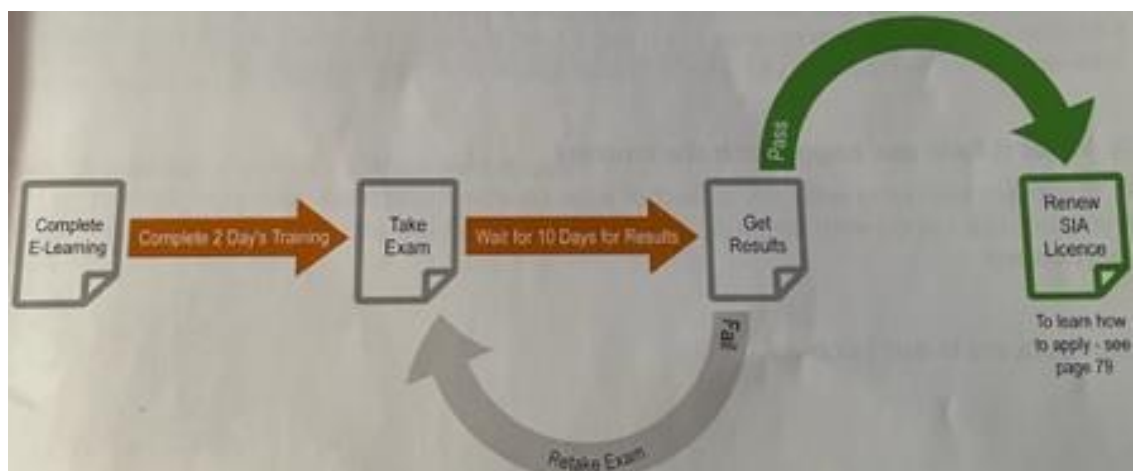 Complete
E-Learning
Complete 2 Day's Training
Take
Exam
Wait for 10 Days for Results
Get
Results
Pass
Renew
SIA
Licence
To learn how
to apply - see
page 79
Fail
Retake Exam